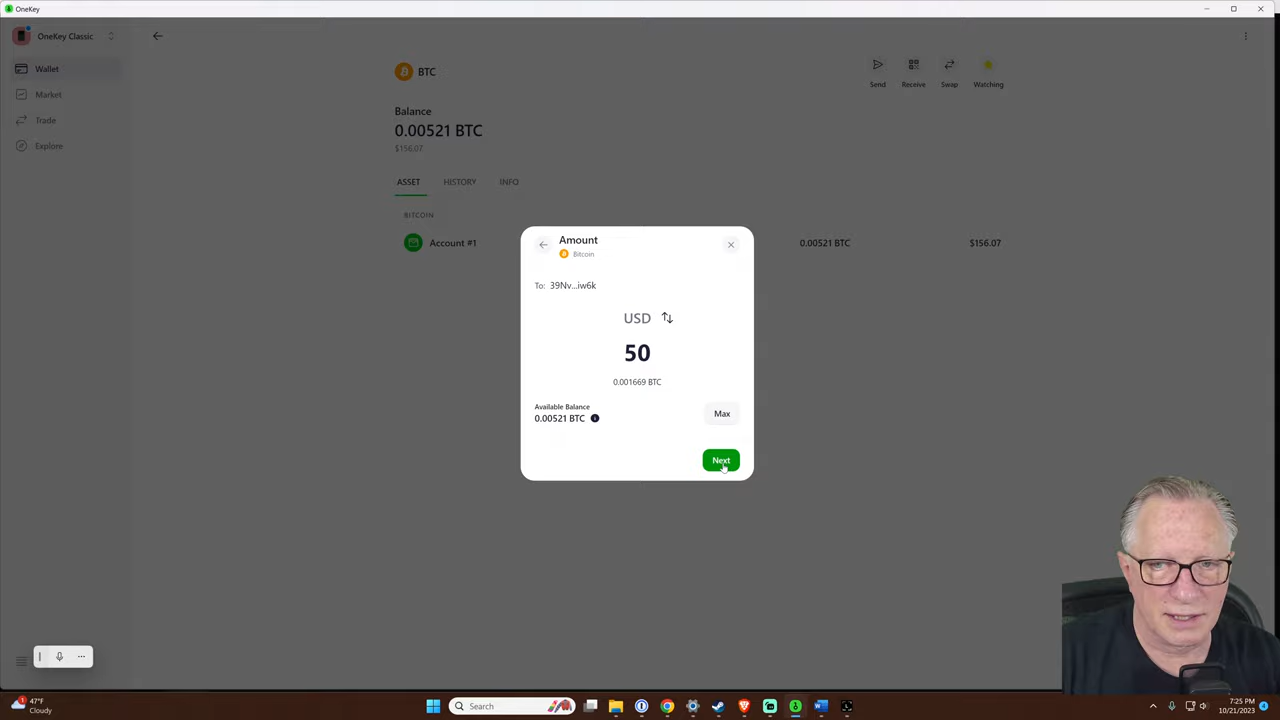 OneKey
OneKey Classic
Wallet
Market
Trade
Explore
BTC
Send
Receive
Swap
Watching
Balance
0.00521 BTC
$156.07
ASSET
HISTORY
INFO
BITCOIN
Account #1
0.00521 BTC
$156.07
Amount
Bitcoin
To: 39Nv...iw6k
USD
50
0.001669 BTC
Available Balance
0.00521 BTC
Max
Next
1
47°F
Cloudy
Search
7:25 PM
10/21/2023